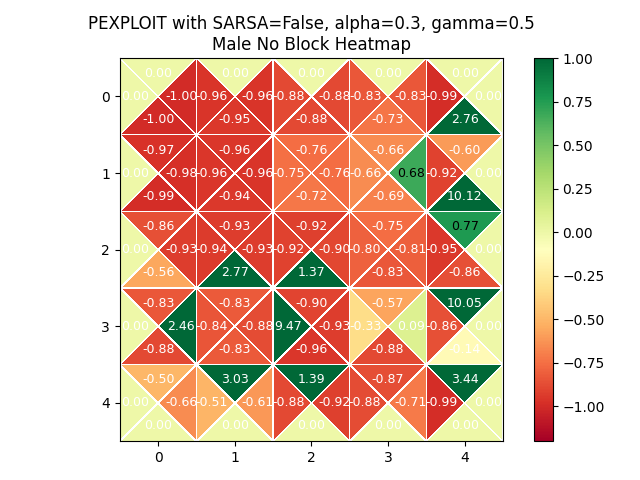 PEXPLOIT with SARSA=False, alpha=0.3, gamma=0.5
Male No Block Heatmap
0.00 0.00 0.00 0.00 0.00
0 0.00 -1.00 -0.96 -0.96 -0.88 -0.88 -0.83 -0.83 -0.99 0.00
-1.00 -0.95 -0.88 -0.73 2.76
-0.97 -0.96 -0.76 -0.66 -0.60
1 0.00 -0.98 -0.96 -0.96 -0.75 -0.76 -0.66 0.68 -0.92 0.00
-0.99 -0.94 -0.72 -0.69 10.12
-0.86 -0.93 -0.92 -0.75 0.77
2 0.00 -0.93 -0.94 -0.93 -0.92 -0.90 -0.80 -0.81 -0.95 0.00
-0.56 2.77 1.37 -0.83 -0.86
-0.83 -0.83 -0.90 -0.57 10.05
3 0.00 2.46 -0.84 -0.88 9.47 -0.93 -0.33 0.09 -0.86 0.00
-0.88 -0.83 -0.96 -0.88
-0.50 3.03 1.39 -0.87 3.44
4 0.00 -0.66 -0.51 -0.61 -0.88 -0.92 -0.88 -0.71 -0.99 0.00
0.00 0.00 0.00 0.00 0.00
0 1 2 3 4
1.00
0.75
0.50
0.25
0.00
−0.25
−0.50
−0.75
−1.00